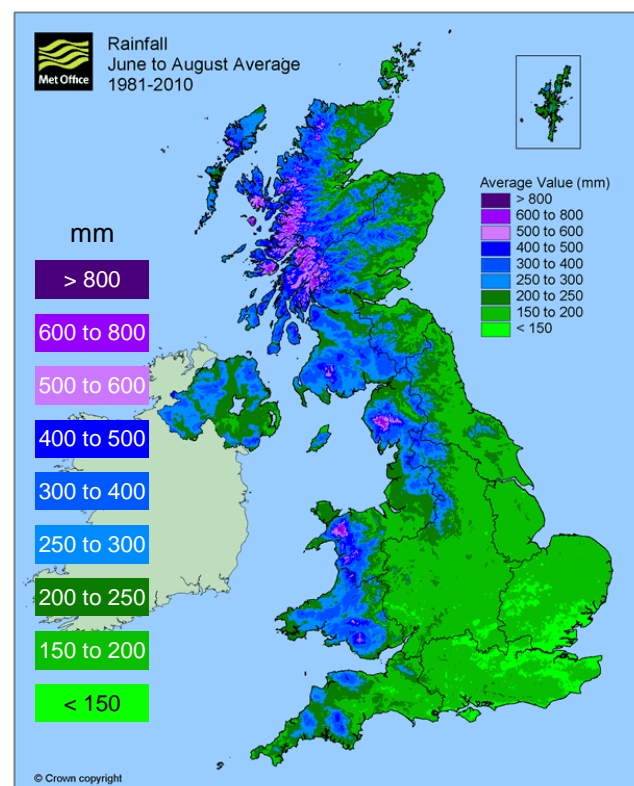 Met Office
Rainfall
June to August Average
1981-2010
Average Value (mm)
> 800
600 to 800
500 to 600
400 to 500
300 to 400
250 to 300
200 to 250
150 to 200
< 150
mm
> 800
600 to 800
500 to 600
400 to 500
300 to 400
250 to 300
200 to 250
150 to 200
< 150
© Crown copyright